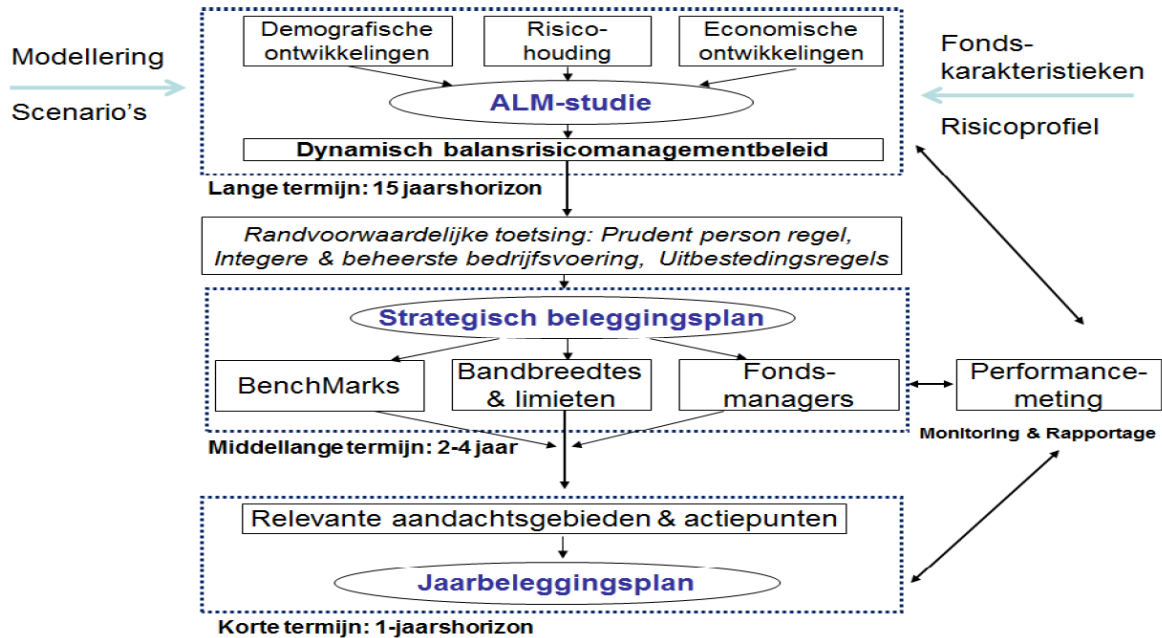 Modellering
Scenario's
Demografische
ontwikkelingen
Risico-
houding
Economische
ontwikkelingen
ALM-studie
Dynamisch balansrisicomanagementbeleid
Lange termijn: 15 jaarshorizon
Fonds-
karakteristieken
Risicoprofiel
Randvoorwaardelijke toetsing: Prudent person regel,
Integere & beheerste bedrijfsvoering, Uitbestedingsregels
Strategisch beleggingsplan
BenchMarks
Bandbreedtes
& limieten
Fonds-
managers
Middellange termijn: 2-4 jaar
Performance-
meting
Monitoring & Rapportage
Relevante aandachtsgebieden & actiepunten
Jaarbeleggingsplan
Korte termijn: 1-jaarshorizon